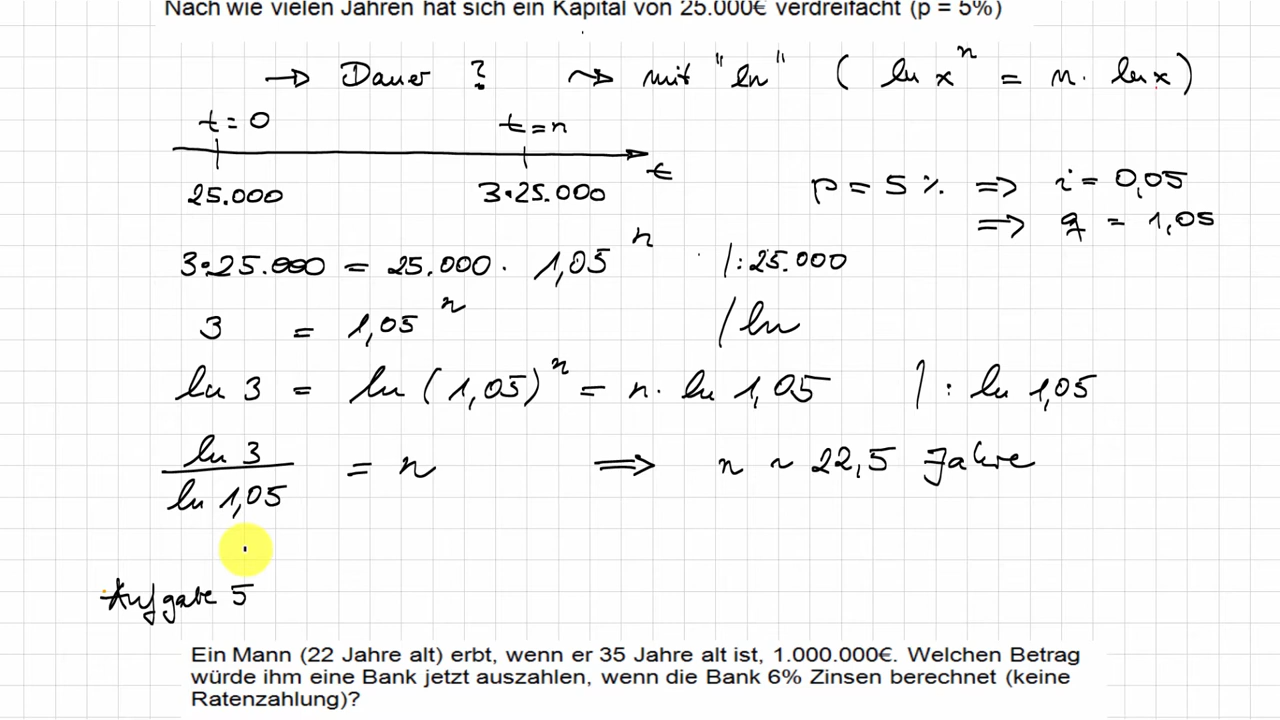 Nach wie vielen Jahren hat sich ein Kapital von 25.000€ verdreifacht (p = 5%)
→ Dauer ? ⇝ mit "ln" ( ln xⁿ = n · ln x )
t = 0 t = n
t
25.000 3·25.000
p = 5 % ⇒ i = 0,05
⇒ q = 1,05
3·25.000 = 25.000 · 1,05ⁿ | : 25.000
3 = 1,05ⁿ | ln
ln 3 = ln (1,05)ⁿ = n · ln 1,05 | : ln 1,05
ln 3
ln 1,05
= n ⇒ n ~ 22,5 Jahre
Aufgabe 5
Ein Mann (22 Jahre alt) erbt, wenn er 35 Jahre alt ist, 1.000.000€. Welchen Betrag
würde ihm eine Bank jetzt auszahlen, wenn die Bank 6% Zinsen berechnet (keine
Ratenzahlung)?